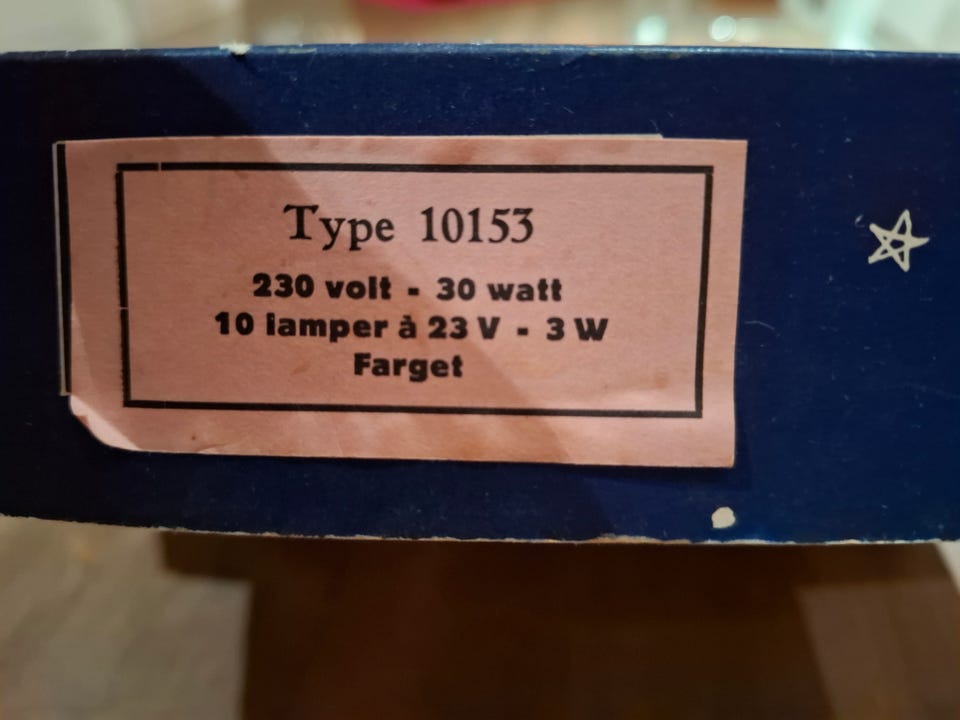 Type 10153
230 volt - 30 watt
10 lamper à 23 V - 3 W
Farget